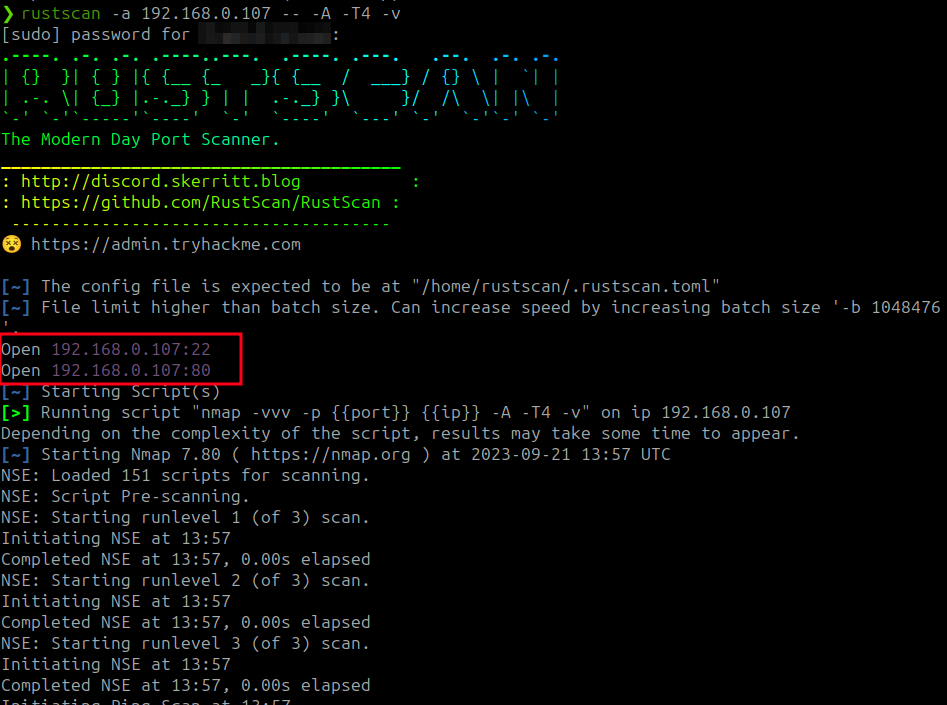 ❯ rustscan -a 192.168.0.107 -- -A -T4 -v
[sudo] password for :
.----. .-. .-. .----..---.  .----. .---.   .--.  .-. .-.
| {}  }| { } |{ {__ {_   _}{ {__  /  ___} / {} \ |  `| |
| .-. \| {_} |.-._} } | |  .-._} }\     }/  /\  \| |\  |
`-' `-'`-----'`----'  `-'  `----'  `---' `-'  `-'`-' `-'
The Modern Day Port Scanner.
________________________________________
: http://discord.skerritt.blog           :
: https://github.com/RustScan/RustScan :
 --------------------------------------
😵 https://admin.tryhackme.com
[~] The config file is expected to be at "/home/rustscan/.rustscan.toml"
[~] File limit higher than batch size. Can increase speed by increasing batch size '-b 1048476
'.
Open 192.168.0.107:22
Open 192.168.0.107:80
[~] Starting Script(s)
[>] Running script "nmap -vvv -p {{port}} {{ip}} -A -T4 -v" on ip 192.168.0.107
Depending on the complexity of the script, results may take some time to appear.
[~] Starting Nmap 7.80 ( https://nmap.org ) at 2023-09-21 13:57 UTC
NSE: Loaded 151 scripts for scanning.
NSE: Script Pre-scanning.
NSE: Starting runlevel 1 (of 3) scan.
Initiating NSE at 13:57
Completed NSE at 13:57, 0.00s elapsed
NSE: Starting runlevel 2 (of 3) scan.
Initiating NSE at 13:57
Completed NSE at 13:57, 0.00s elapsed
NSE: Starting runlevel 3 (of 3) scan.
Initiating NSE at 13:57
Completed NSE at 13:57, 0.00s elapsed
Initiating Ping Scan at 13:57